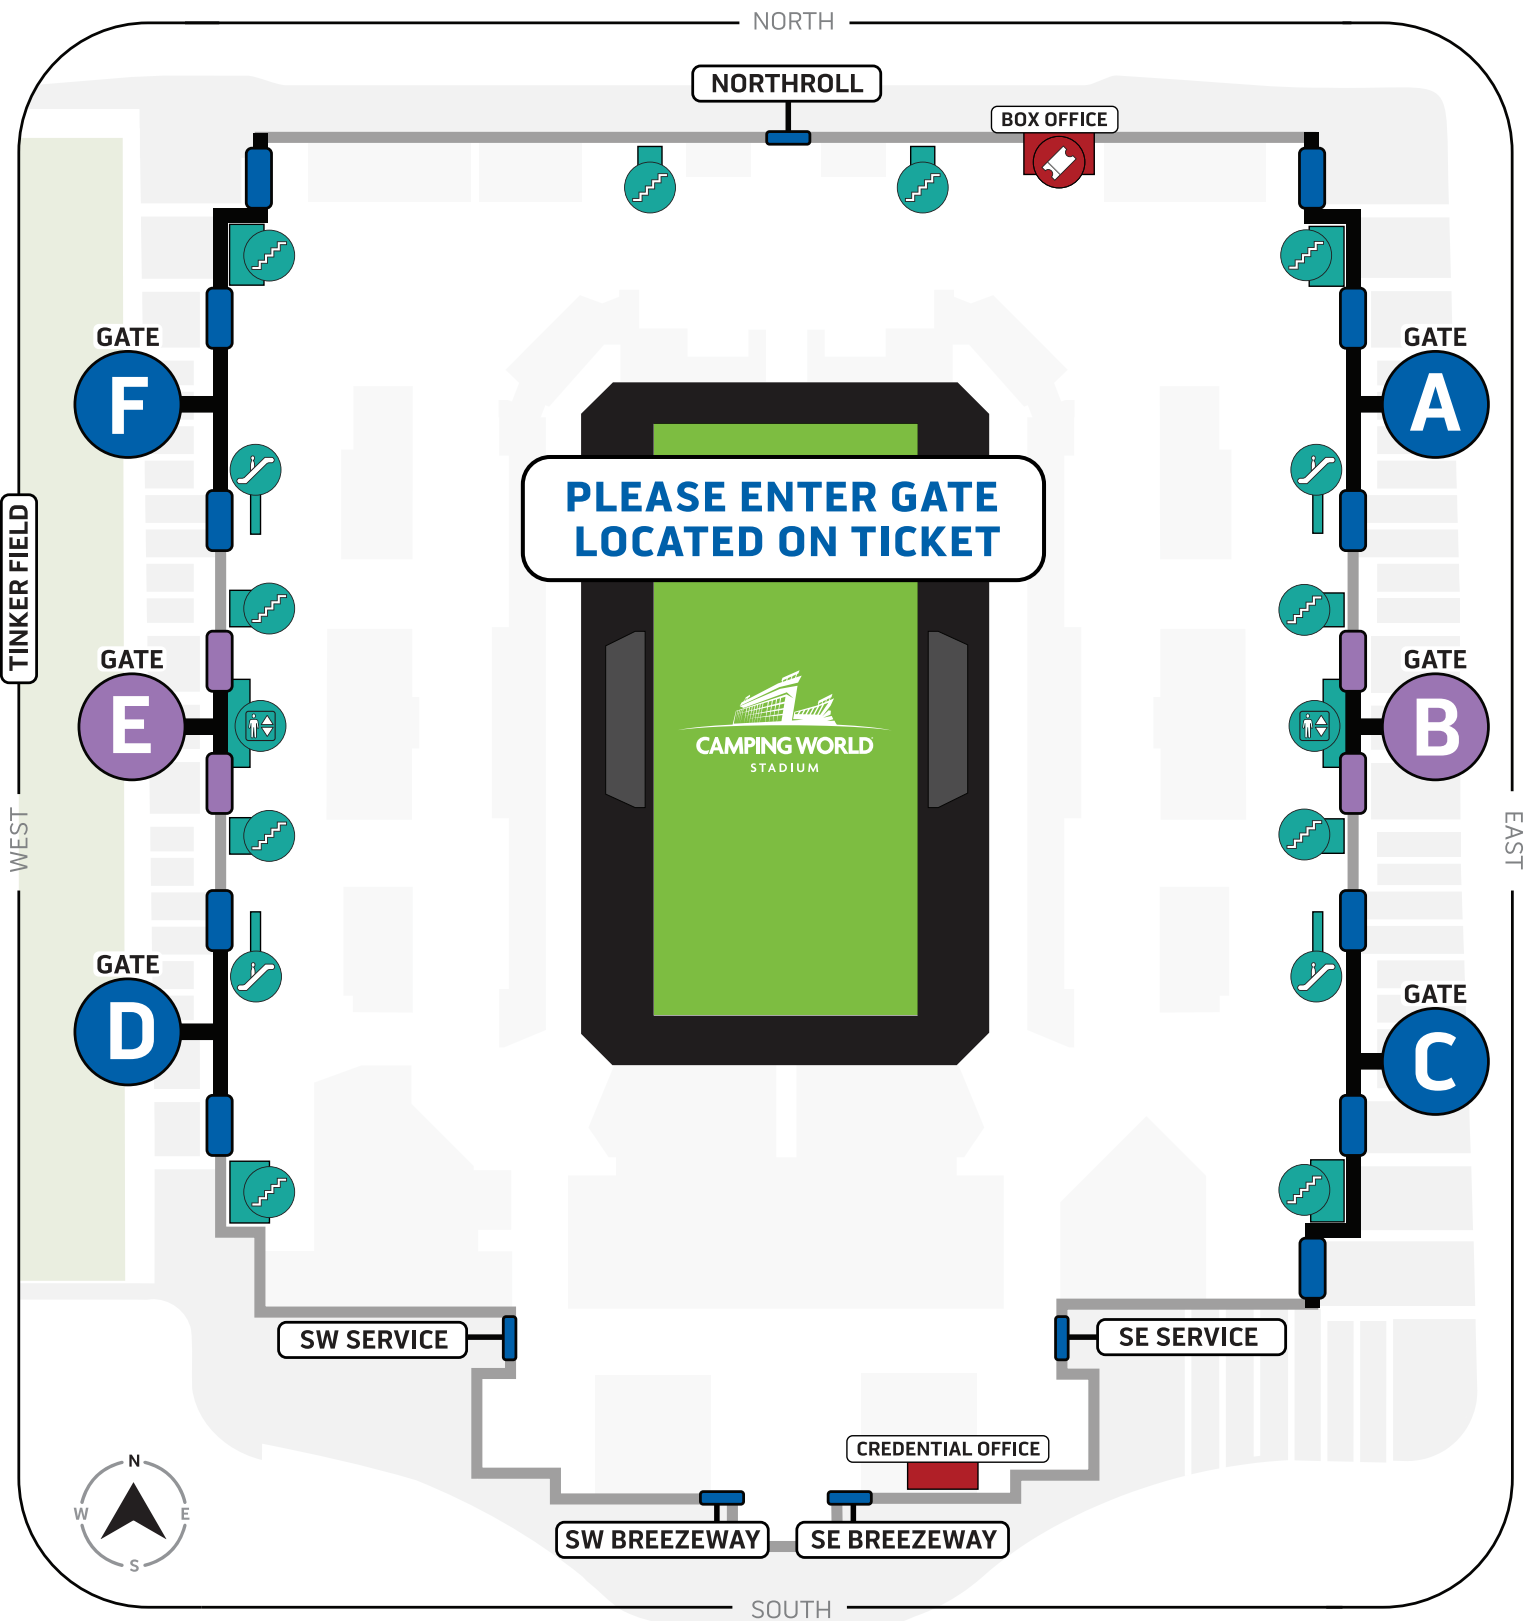 NORTH
NORTHROLL
BOX OFFICE
GATE
F
GATE
A
PLEASE ENTER GATE
LOCATED ON TICKET
TINKER FIELD
GATE
E
GATE
B
CAMPING WORLD
STADIUM
WEST
EAST
GATE
D
GATE
C
SW SERVICE
SE SERVICE
CREDENTIAL OFFICE
N
W
E
S
SW BREEZEWAY
SE BREEZEWAY
SOUTH